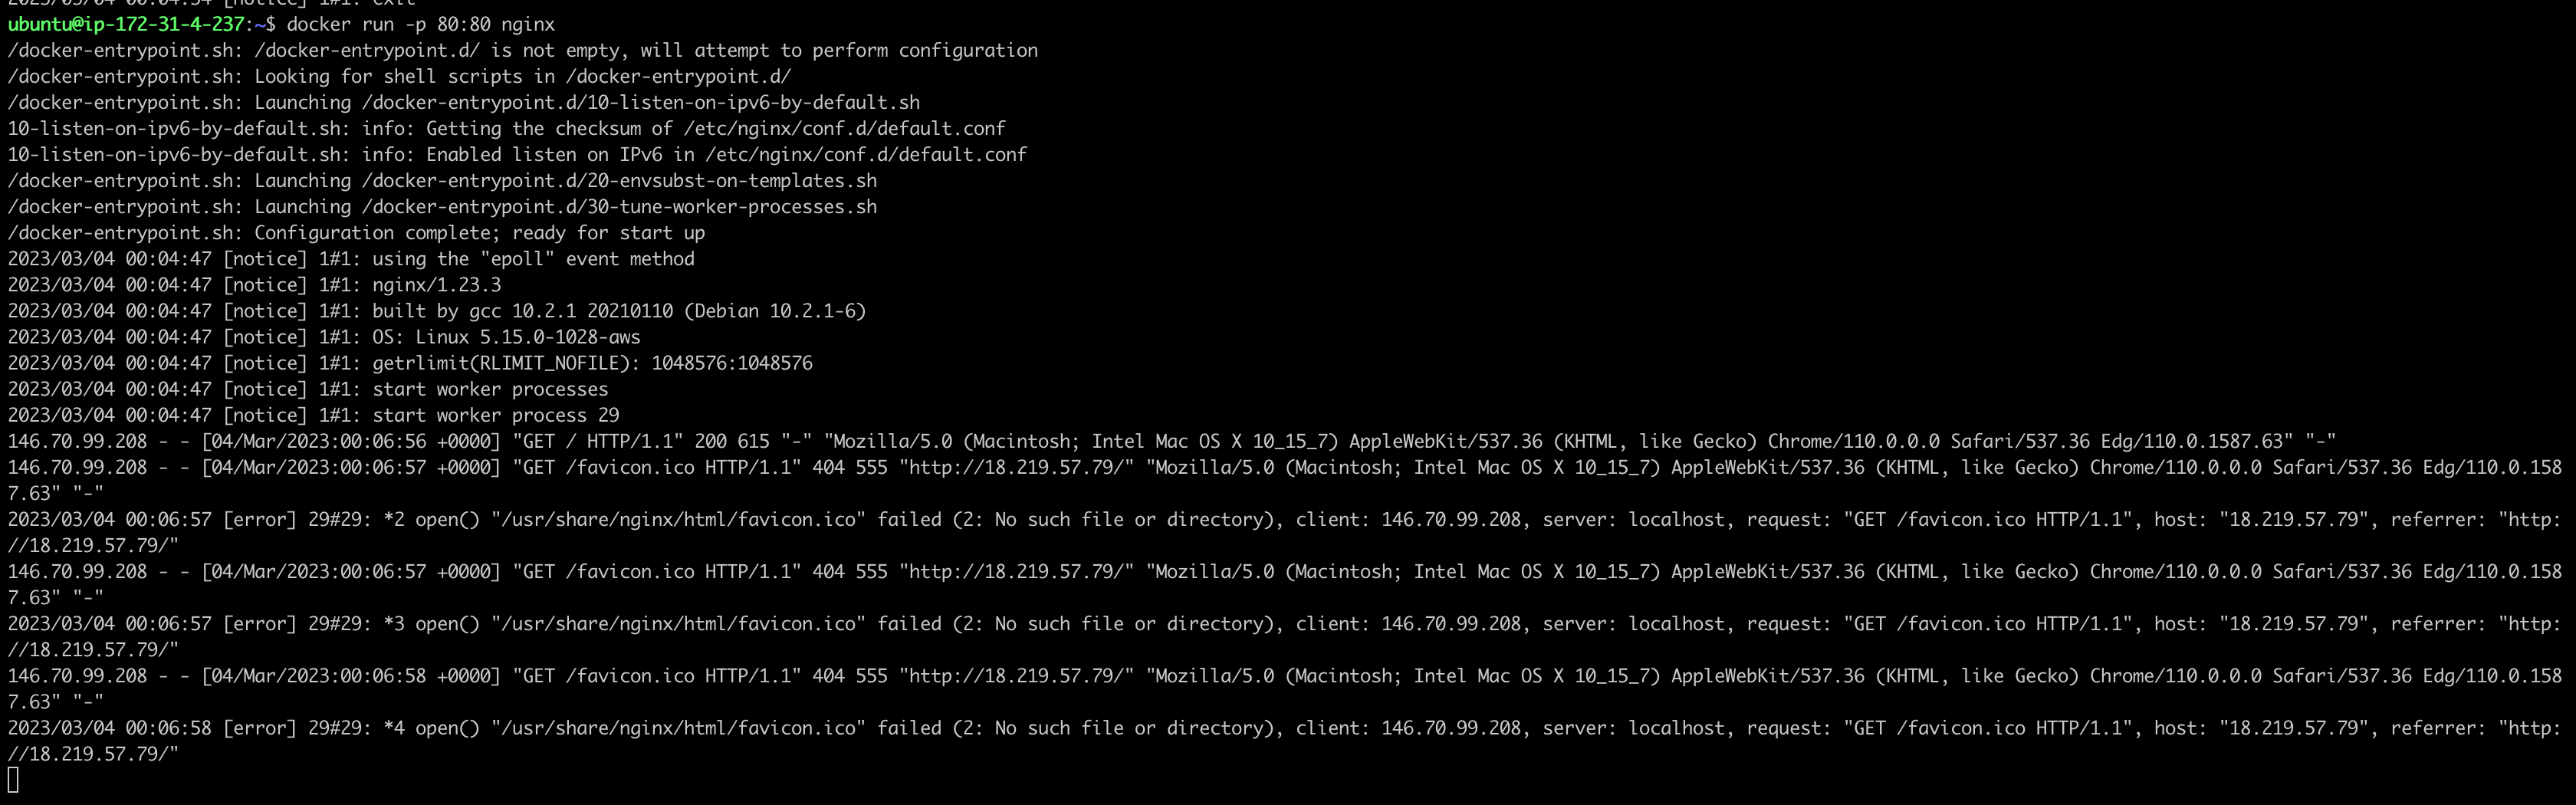 2023/03/04 00:04:34 [notice] 1#1: exit
ubuntu@ip-172-31-4-237:~$ docker run -p 80:80 nginx
/docker-entrypoint.sh: /docker-entrypoint.d/ is not empty, will attempt to perform configuration
/docker-entrypoint.sh: Looking for shell scripts in /docker-entrypoint.d/
/docker-entrypoint.sh: Launching /docker-entrypoint.d/10-listen-on-ipv6-by-default.sh
10-listen-on-ipv6-by-default.sh: info: Getting the checksum of /etc/nginx/conf.d/default.conf
10-listen-on-ipv6-by-default.sh: info: Enabled listen on IPv6 in /etc/nginx/conf.d/default.conf
/docker-entrypoint.sh: Launching /docker-entrypoint.d/20-envsubst-on-templates.sh
/docker-entrypoint.sh: Launching /docker-entrypoint.d/30-tune-worker-processes.sh
/docker-entrypoint.sh: Configuration complete; ready for start up
2023/03/04 00:04:47 [notice] 1#1: using the "epoll" event method
2023/03/04 00:04:47 [notice] 1#1: nginx/1.23.3
2023/03/04 00:04:47 [notice] 1#1: built by gcc 10.2.1 20210110 (Debian 10.2.1-6)
2023/03/04 00:04:47 [notice] 1#1: OS: Linux 5.15.0-1028-aws
2023/03/04 00:04:47 [notice] 1#1: getrlimit(RLIMIT_NOFILE): 1048576:1048576
2023/03/04 00:04:47 [notice] 1#1: start worker processes
2023/03/04 00:04:47 [notice] 1#1: start worker process 29
146.70.99.208 - - [04/Mar/2023:00:06:56 +0000] "GET / HTTP/1.1" 200 615 "-" "Mozilla/5.0 (Macintosh; Intel Mac OS X 10_15_7) AppleWebKit/537.36 (KHTML, like Gecko) Chrome/110.0.0.0 Safari/537.36 Edg/110.0.1587.63" "-"
146.70.99.208 - - [04/Mar/2023:00:06:57 +0000] "GET /favicon.ico HTTP/1.1" 404 555 "http://18.219.57.79/" "Mozilla/5.0 (Macintosh; Intel Mac OS X 10_15_7) AppleWebKit/537.36 (KHTML, like Gecko) Chrome/110.0.0.0 Safari/537.36 Edg/110.0.158
7.63" "-"
2023/03/04 00:06:57 [error] 29#29: *2 open() "/usr/share/nginx/html/favicon.ico" failed (2: No such file or directory), client: 146.70.99.208, server: localhost, request: "GET /favicon.ico HTTP/1.1", host: "18.219.57.79", referrer: "http:
//18.219.57.79/"
146.70.99.208 - - [04/Mar/2023:00:06:57 +0000] "GET /favicon.ico HTTP/1.1" 404 555 "http://18.219.57.79/" "Mozilla/5.0 (Macintosh; Intel Mac OS X 10_15_7) AppleWebKit/537.36 (KHTML, like Gecko) Chrome/110.0.0.0 Safari/537.36 Edg/110.0.158
7.63" "-"
2023/03/04 00:06:57 [error] 29#29: *3 open() "/usr/share/nginx/html/favicon.ico" failed (2: No such file or directory), client: 146.70.99.208, server: localhost, request: "GET /favicon.ico HTTP/1.1", host: "18.219.57.79", referrer: "http:
//18.219.57.79/"
146.70.99.208 - - [04/Mar/2023:00:06:58 +0000] "GET /favicon.ico HTTP/1.1" 404 555 "http://18.219.57.79/" "Mozilla/5.0 (Macintosh; Intel Mac OS X 10_15_7) AppleWebKit/537.36 (KHTML, like Gecko) Chrome/110.0.0.0 Safari/537.36 Edg/110.0.158
7.63" "-"
2023/03/04 00:06:58 [error] 29#29: *4 open() "/usr/share/nginx/html/favicon.ico" failed (2: No such file or directory), client: 146.70.99.208, server: localhost, request: "GET /favicon.ico HTTP/1.1", host: "18.219.57.79", referrer: "http:
//18.219.57.79/"